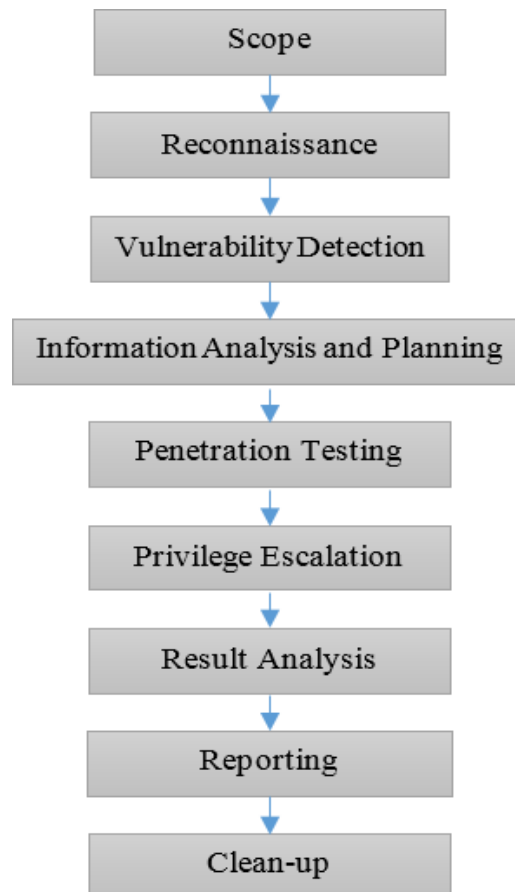 Scope
Reconnaissance
Vulnerability Detection
Information Analysis and Planning
Penetration Testing
Privilege Escalation
Result Analysis
Reporting
Clean-up